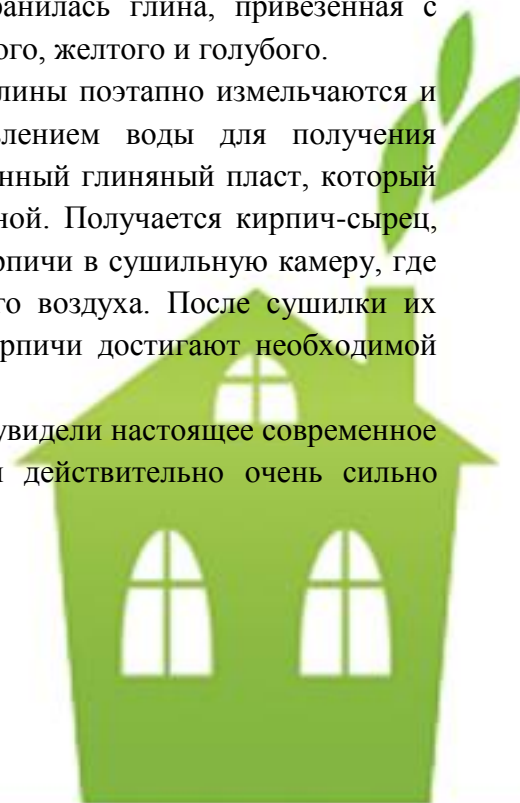 ранилась глина, привезенная с
ого, желтого и голубого.
лины поэтапно измельчаются и
влением воды для получения
нный глиняный пласт, который
ной. Получается кирпич-сырец,
рпичи в сушильную камеру, где
го воздуха. После сушилки их
рпичи достигают необходимой
увидели настоящее современное
и действительно очень сильно